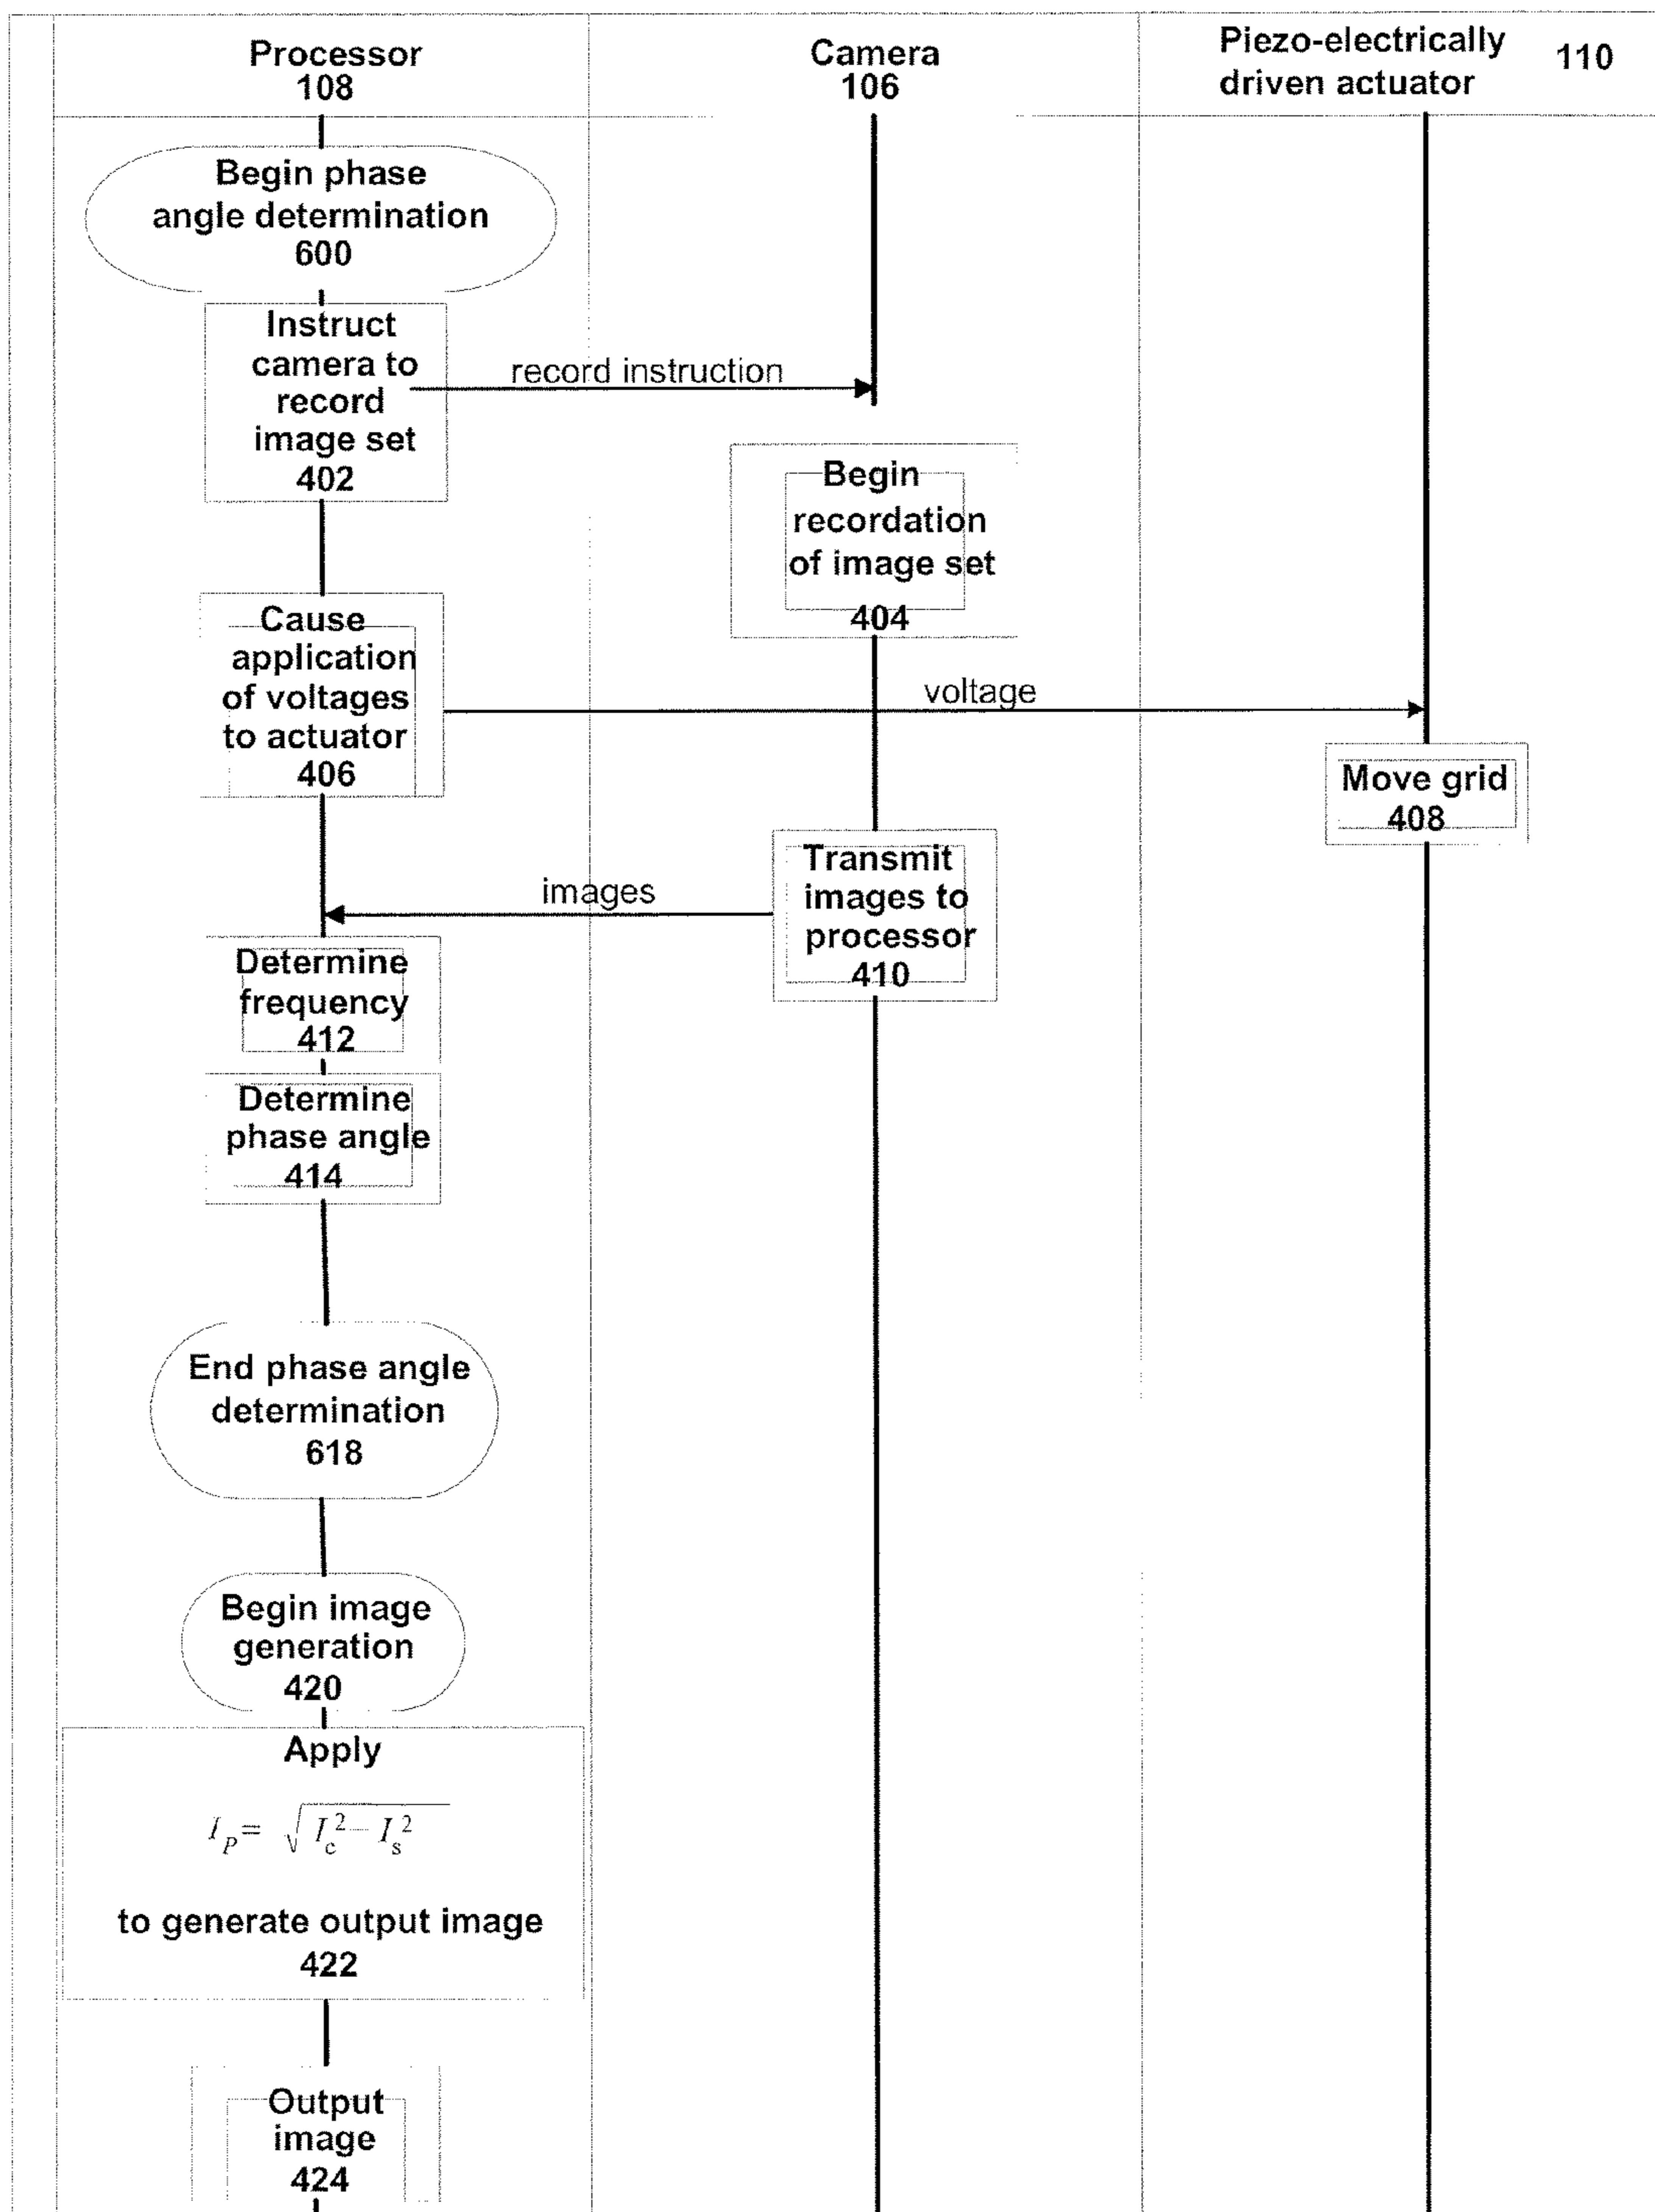 Processor
108
Camera
106
Piezo-electrically
driven actuator
110
Begin phase
angle determination
600
Instruct
camera to
record
image set
402
record instruction
Begin
recordation
of image set
404
Cause
application
of voltages
to actuator
406
voltage
Move grid
408
Transmit
images to
processor
410
images
Determine
frequency
412
Determine
phase angle
414
End phase angle
determination
618
Begin image
generation
420
Apply
I_P = √(I_c² − I_s²)
to generate output image
422
Output
image
424